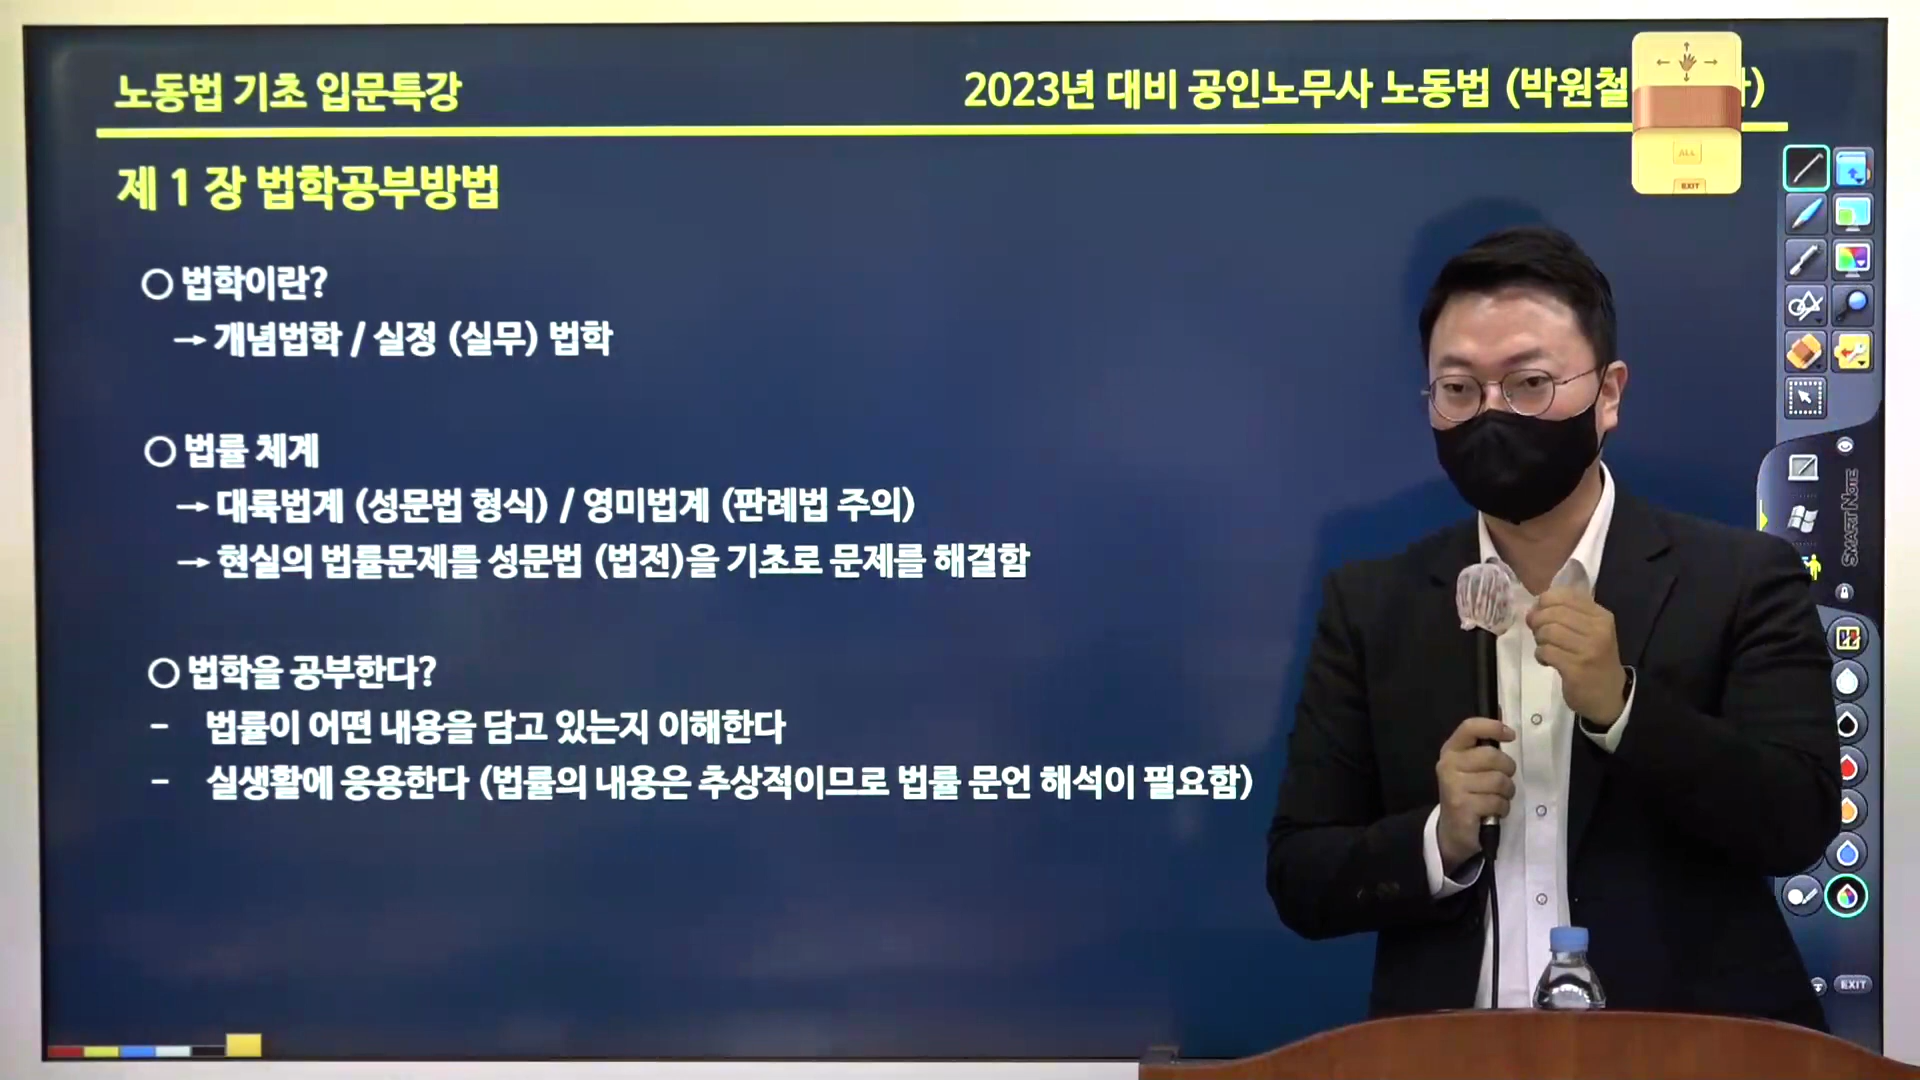 노동법 기초 입문특강
2023년 대비 공인노무사 노동법 (박원철
제 1 장 법학공부방법
○ 법학이란?
→ 개념법학 / 실정 (실무) 법학
○ 법률 체계
→ 대륙법계 (성문법 형식) / 영미법계 (판례법 주의)
→ 현실의 법률문제를 성문법 (법전)을 기초로 문제를 해결함
○ 법학을 공부한다?
- 법률이 어떤 내용을 담고 있는지 이해한다
- 실생활에 응용한다 (법률의 내용은 추상적이므로 법률 문언 해석이 필요함)
ALL
EXIT
SMART NOTE
EXIT